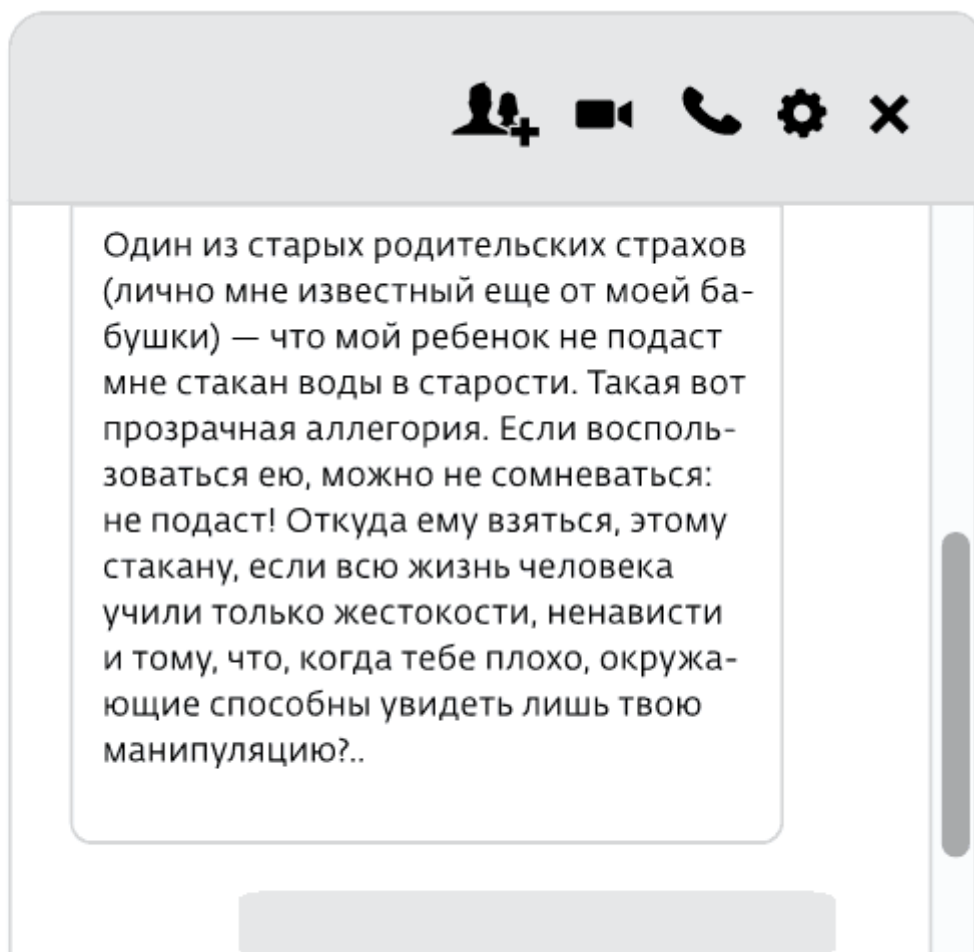 Один из старых родительских страхов
(лично мне известный еще от моей ба-
бушки) — что мой ребенок не подаст
мне стакан воды в старости. Такая вот
прозрачная аллегория. Если восполь-
зоваться ею, можно не сомневаться:
не подаст! Откуда ему взяться, этому
стакану, если всю жизнь человека
учили только жестокости, ненависти
и тому, что, когда тебе плохо, окружа-
ющие способны увидеть лишь твою
манипуляцию?..